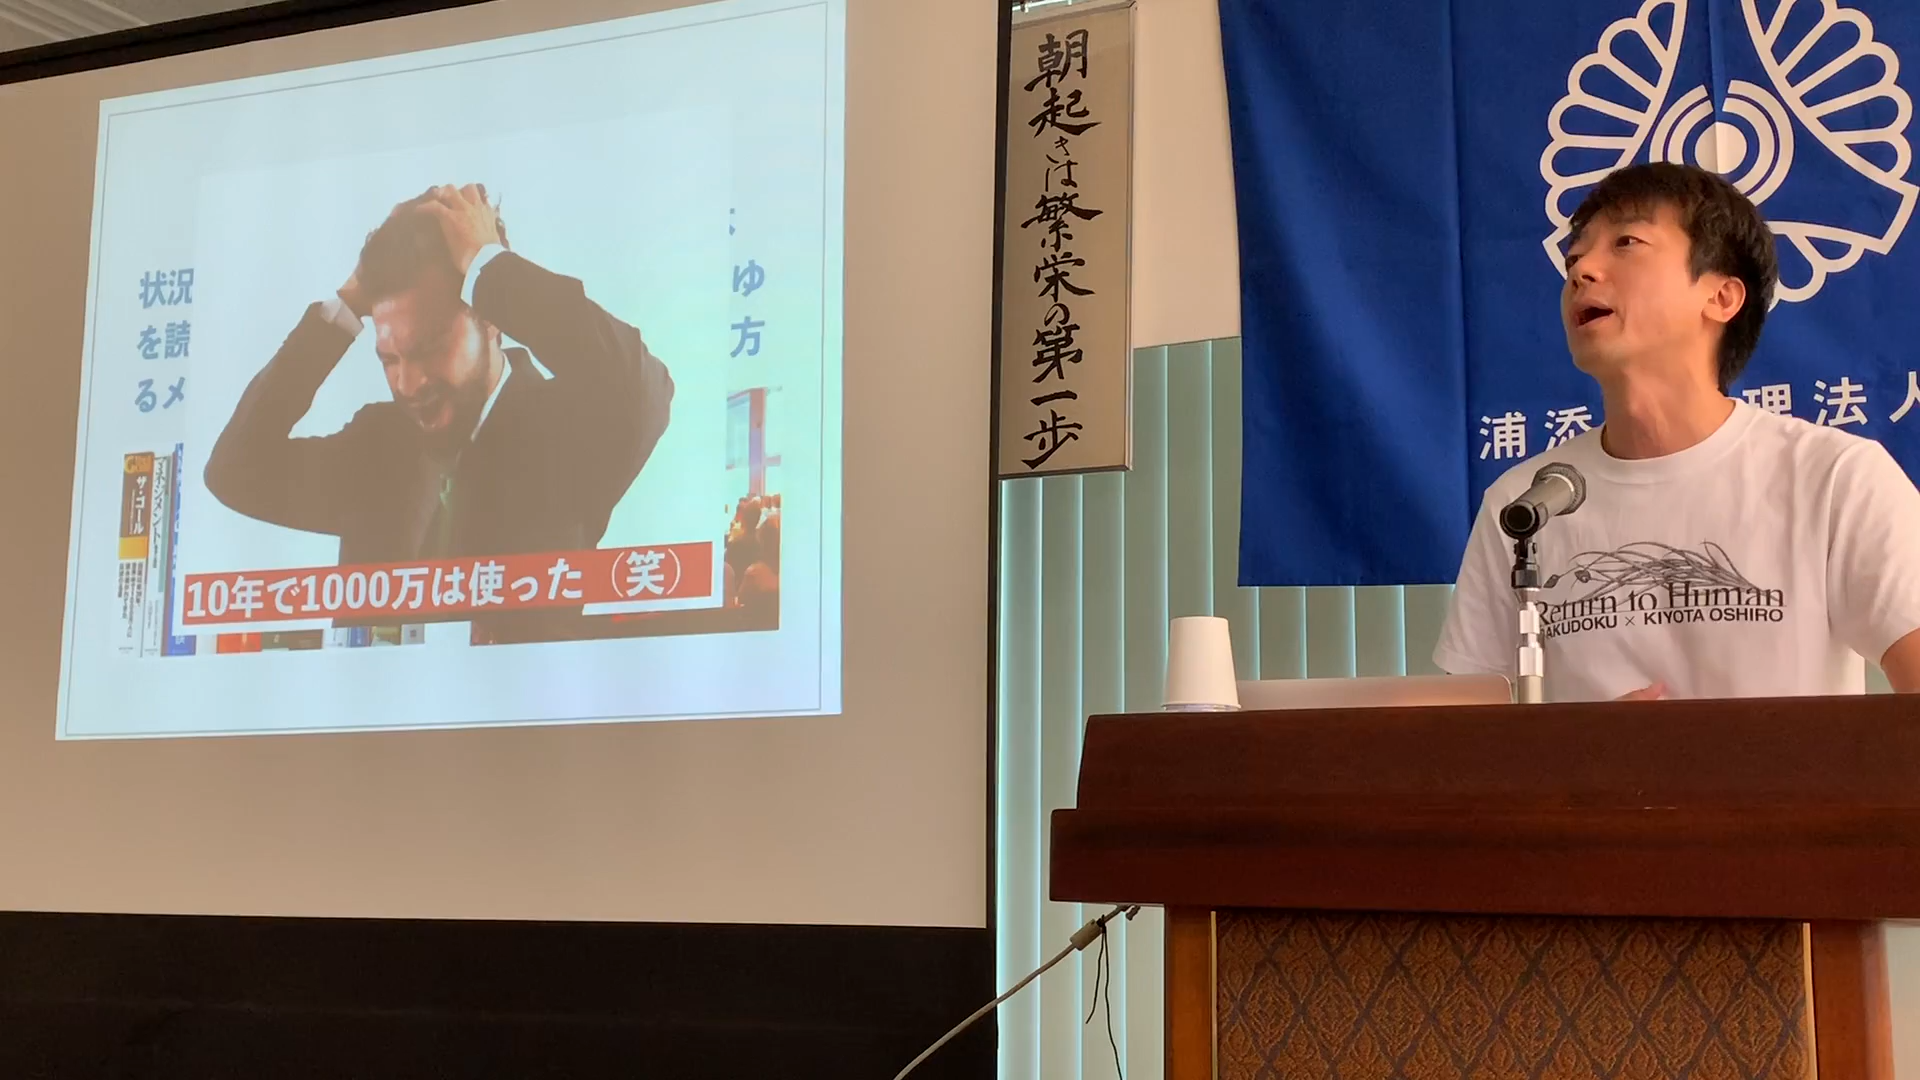 状況
ゆ
を読
方
るメ
ザ・ゴール
マネジメント
10年で1000万は使った（笑）
朝起きは繁栄の第一歩
浦添
理法人
Return to Human
AKUDOKU × KIYOTA OSHIRO